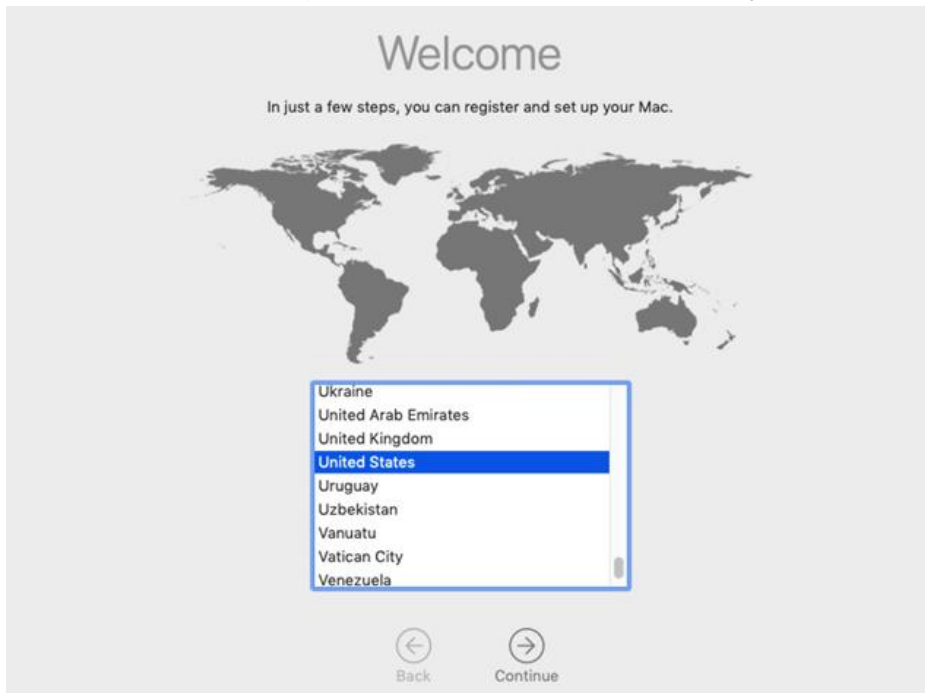 Welcome
In just a few steps, you can register and set up your Mac.
Ukraine
United Arab Emirates
United Kingdom
United States
Uruguay
Uzbekistan
Vanuatu
Vatican City
Venezuela
Back
Continue